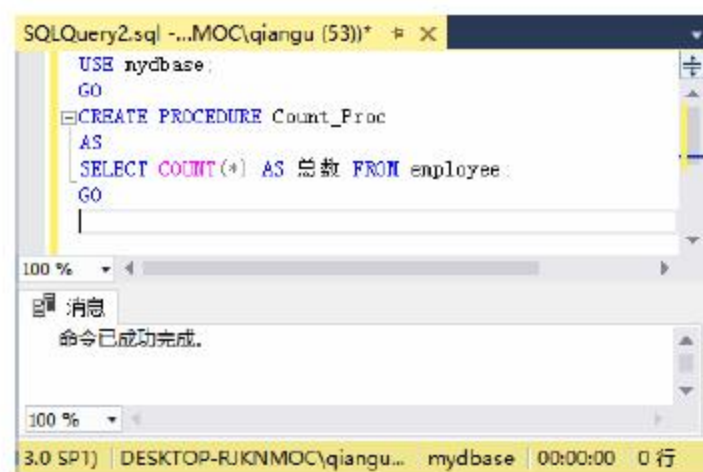 SQLQuery2.sql -...MOC\qiangu (53))*
USE mydbase;
GO
CREATE PROCEDURE Count_Proc
AS
SELECT COUNT(*) AS 总数 FROM employee;
GO
100 %
消息
命令已成功完成。
100 %
3.0 SP1) DESKTOP-RJKNMOC\qiangu... mydbase 00:00:00 0 行